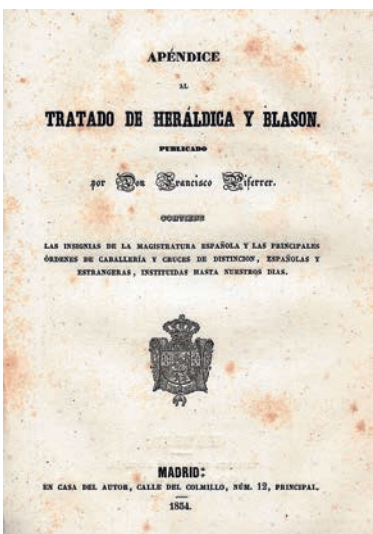 APÉNDICE
AL
TRATADO DE HERÁLDICA Y BLASON.
PUBLICADO
por Don Francisco Piferrer.
CONTIENE
LAS INSIGNIAS DE LA MAGISTRATURA ESPAÑOLA Y LAS PRINCIPALES
ÓRDENES DE CABALLERÍA Y CRUCES DE DISTINCION, ESPAÑOLAS Y
ESTRANGERAS, INSTITUIDAS HASTA NUESTROS DIAS.
MADRID:
EN CASA DEL AUTOR, CALLE DEL COLMILLO, NÚM. 12, PRINCIPAL.
1854.